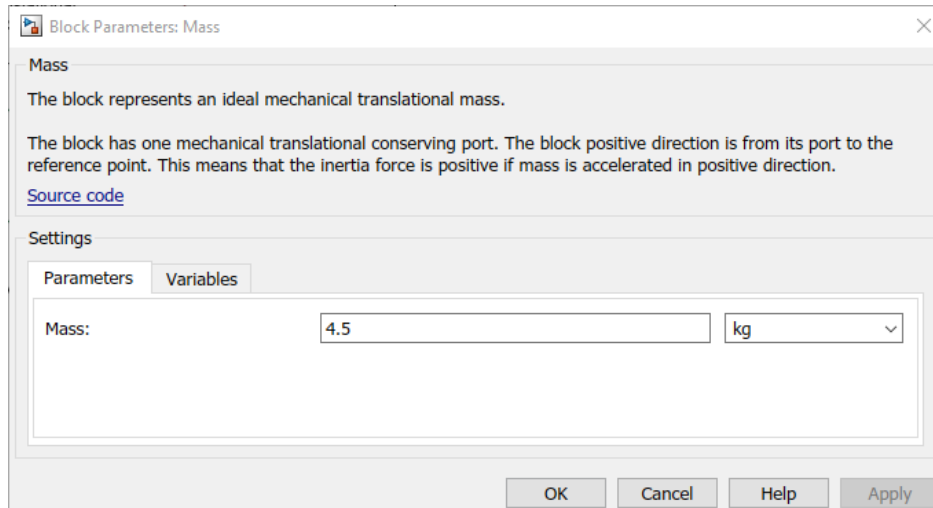 Block Parameters: Mass
Mass
The block represents an ideal mechanical translational mass.
The block has one mechanical translational conserving port. The block positive direction is from its port to the
reference point. This means that the inertia force is positive if mass is accelerated in positive direction.
Source code
Settings
Parameters Variables
Mass: 4.5 kg
OK Cancel Help Apply